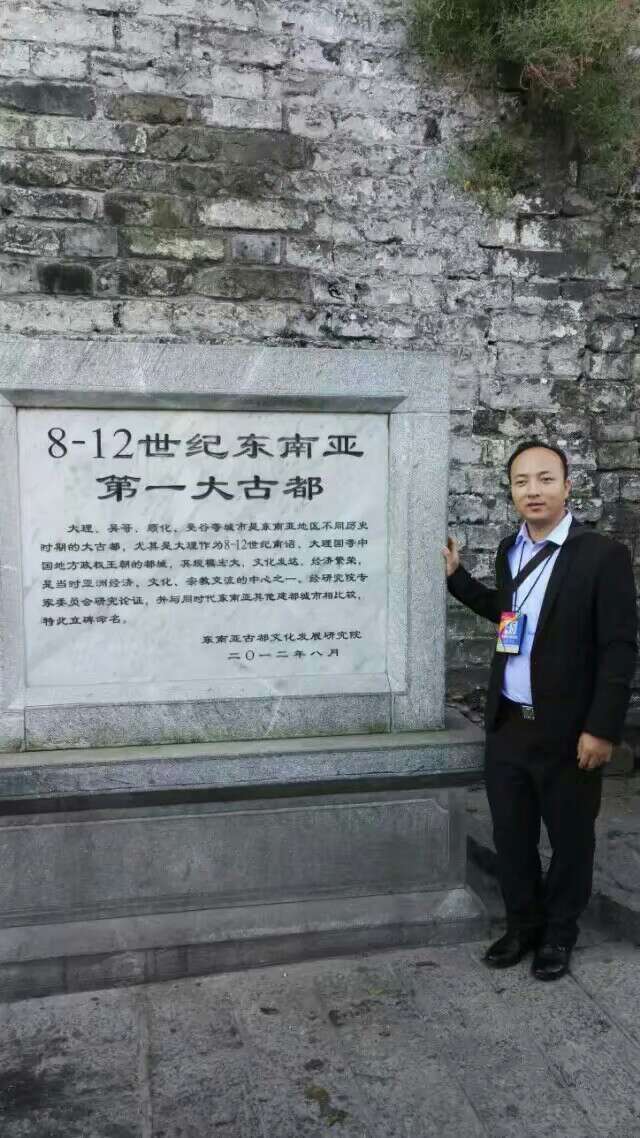 8-12世纪东南亚
第一大古都
大理、吴哥、顺化、曼谷等城市是东南亚地区不同历史
时期的大古都，尤其是大理作为8-12世纪南诏、大理国等中
国地方政权王朝的都城，其规模宏大、文化发达、经济繁荣，
是当时亚洲经济、文化、宗教交流的中心之一。经研究院专
家委员会研究论证，并与同时代东南亚其他建都城市相比较，
特此立碑命名。
东南亚古都文化发展研究院
二〇一二年八月